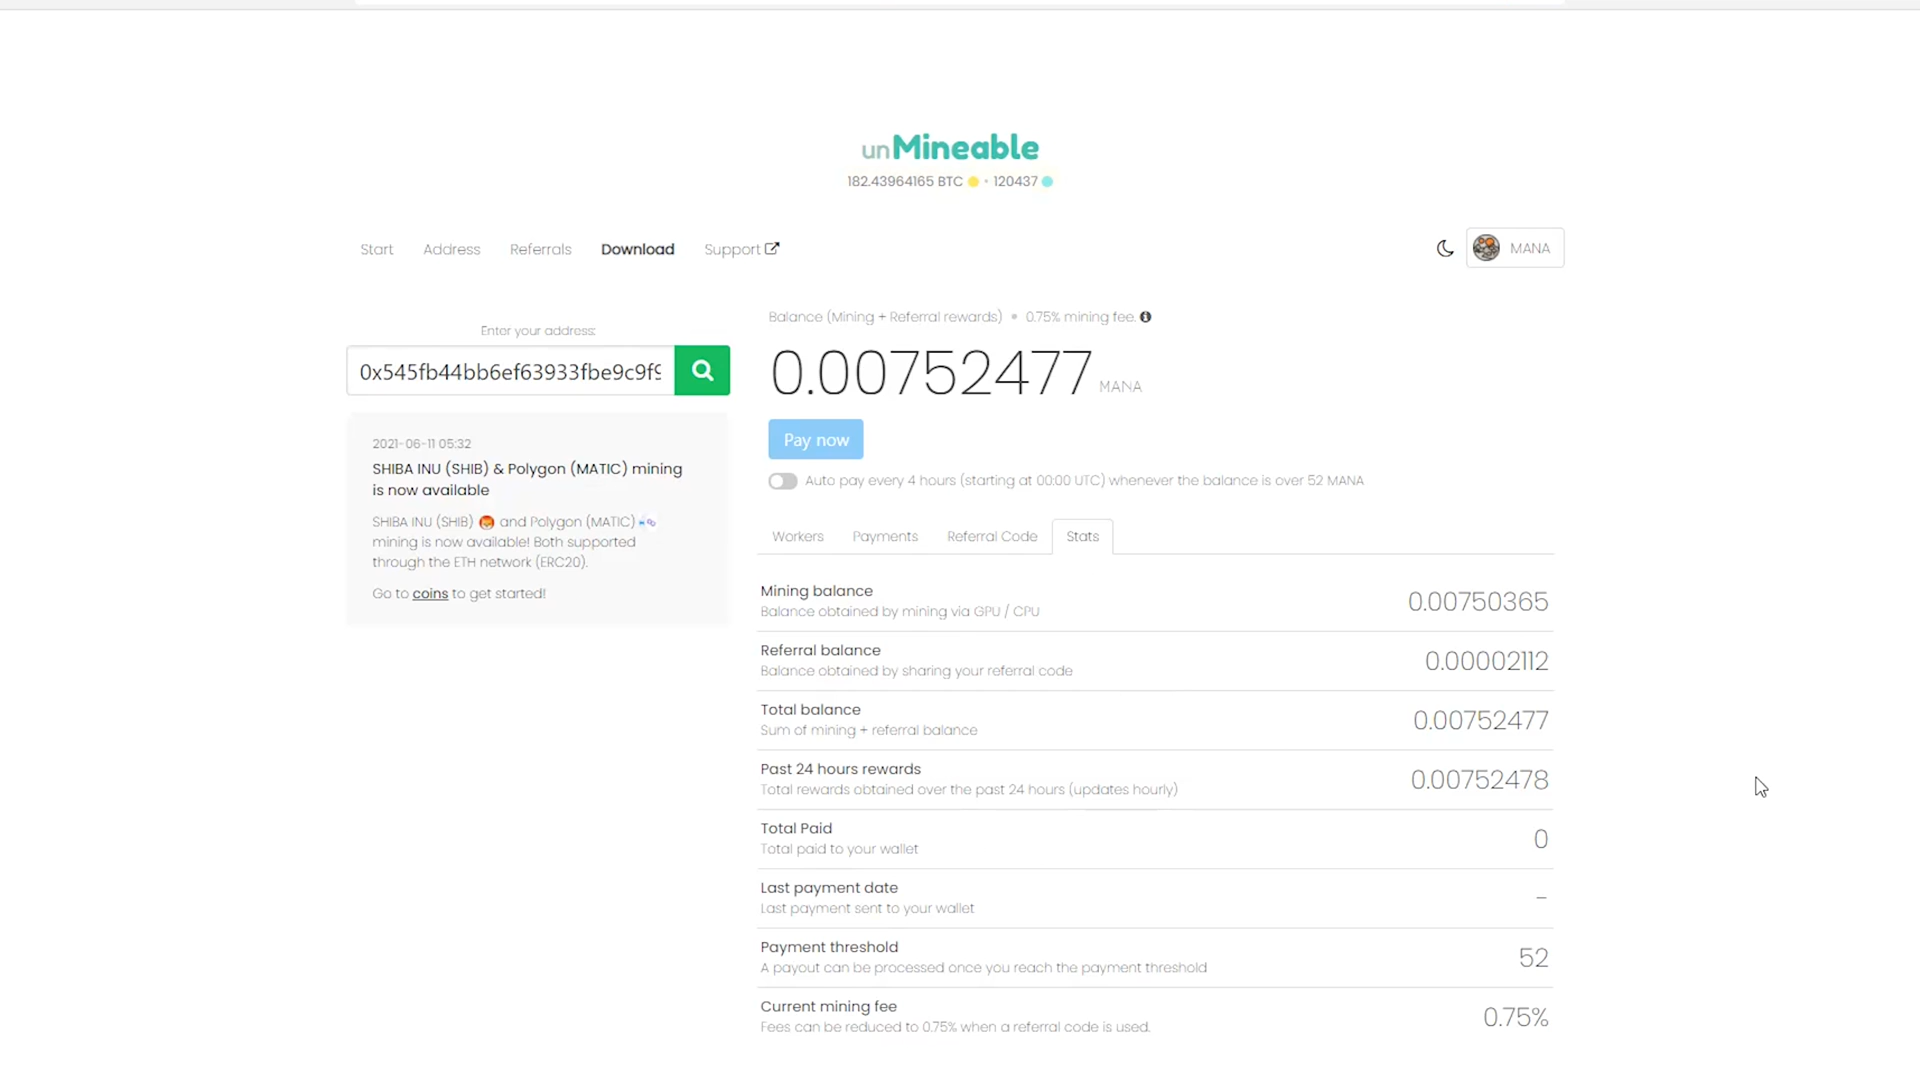 unMineable
182.43964165 BTC • 120437
Start Address Referrals Download Support MANA
Enter your address:
0x545fb44bb6ef63933fbe9c9f9
2021-06-11 05:32
SHIBA INU (SHIB) & Polygon (MATIC) mining
is now available
SHIBA INU (SHIB) and Polygon (MATIC)
mining is now available! Both supported
through the ETH network (ERC20).
Go to coins to get started!
Balance (Mining + Referral rewards) • 0.75% mining fee.
0.00752477 MANA
Pay now
Auto pay every 4 hours (starting at 00:00 UTC) whenever the balance is over 52 MANA
Workers Payments Referral Code Stats
Mining balance
Balance obtained by mining via GPU / CPU
0.00750365
Referral balance
Balance obtained by sharing your referral code
0.00002112
Total balance
Sum of mining + referral balance
0.00752477
Past 24 hours rewards
Total rewards obtained over the past 24 hours (updates hourly)
0.00752478
Total Paid
Total paid to your wallet
0
Last payment date
Last payment sent to your wallet
-
Payment threshold
A payout can be processed once you reach the payment threshold
52
Current mining fee
Fees can be reduced to 0.75% when a referral code is used.
0.75%